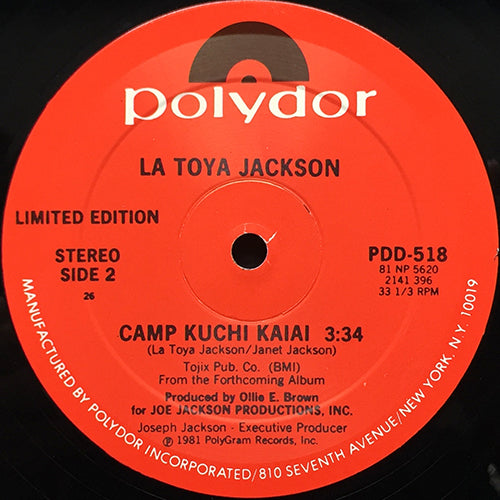 polydor
LA TOYA JACKSON
LIMITED EDITION
STEREO
SIDE 2
26
PDD-518
81 NP 5620
2141 396
33 1/3 RPM
CAMP KUCHI KAIAI 3:34
(La Toya Jackson/Janet Jackson)
Tojix Pub. Co. (BMI)
From the Forthcoming Album
Produced by Ollie E. Brown
for JOE JACKSON PRODUCTIONS, INC.
Joseph Jackson - Executive Producer
℗ 1981 PolyGram Records, Inc.
MANUFACTURED BY POLYDOR INCORPORATED/810 SEVENTH AVENUE/NEW YORK, N.Y. 10019